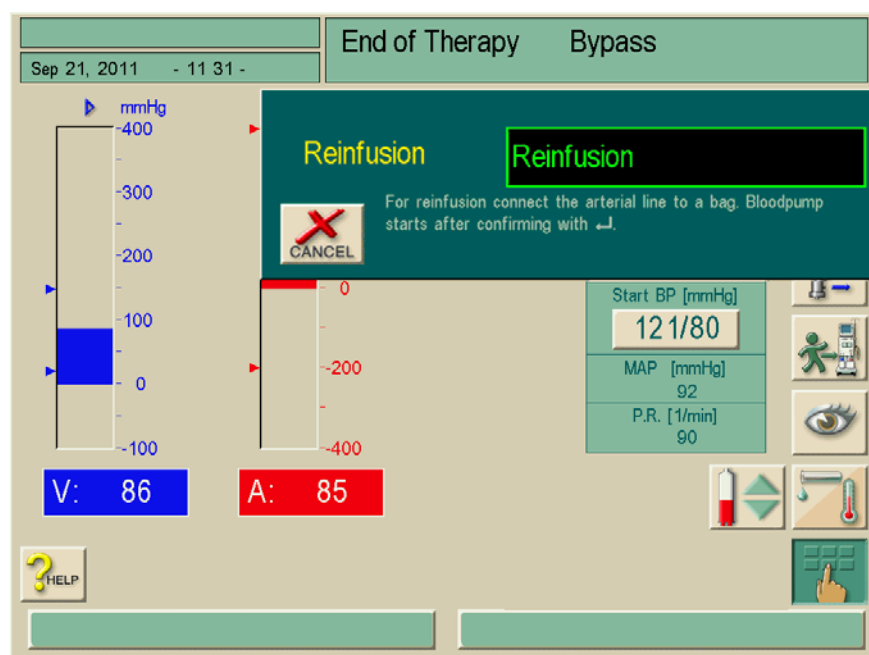 End of Therapy Bypass
Sep 21, 2011 - 11 31 -
mmHg
400
300
200
100
0
-100
Reinfusion
Reinfusion
For reinfusion connect the arterial line to a bag. Bloodpump
starts after confirming with ↵.
CANCEL
0
-200
-400
Start BP [mmHg]
121/80
MAP [mmHg]
92
P.R. [1/min]
90
V: 86
A: 85
HELP